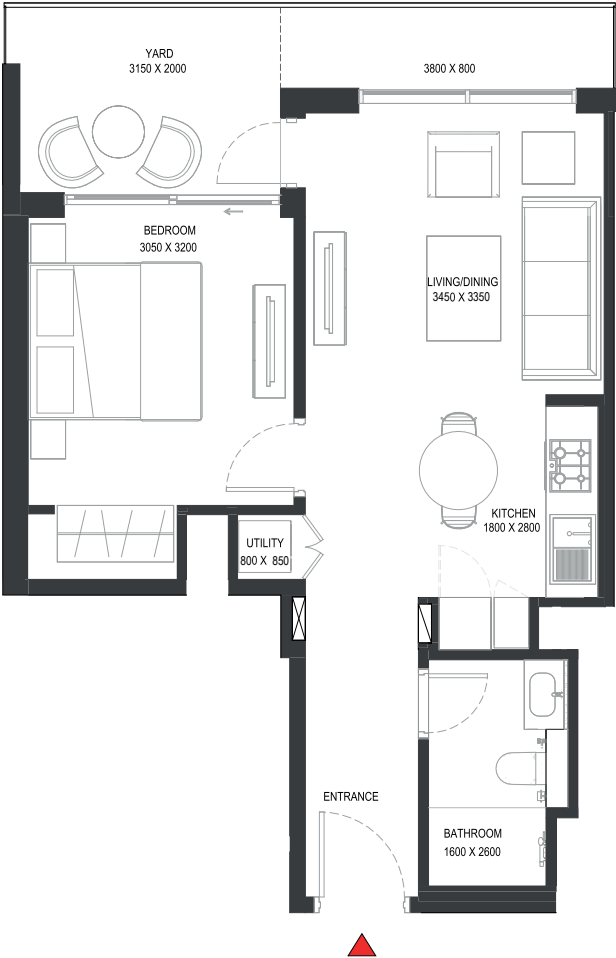 YARD
3150 X 2000
3800 X 800
BEDROOM
3050 X 3200
LIVING/DINING
3450 X 3350
KITCHEN
1800 X 2800
UTILITY
800 X 850
ENTRANCE
BATHROOM
1600 X 2600